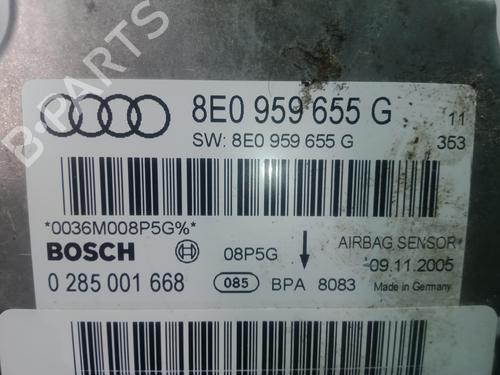 B-PARTS
8E0 959 655 G 11
SW: 8E0 959 655 G 353
*0036M008P5G%*
BOSCH 08P5G AIRBAG SENSOR
09.11.2005
0 285 001 668 085 BPA 8083 Made in Germany